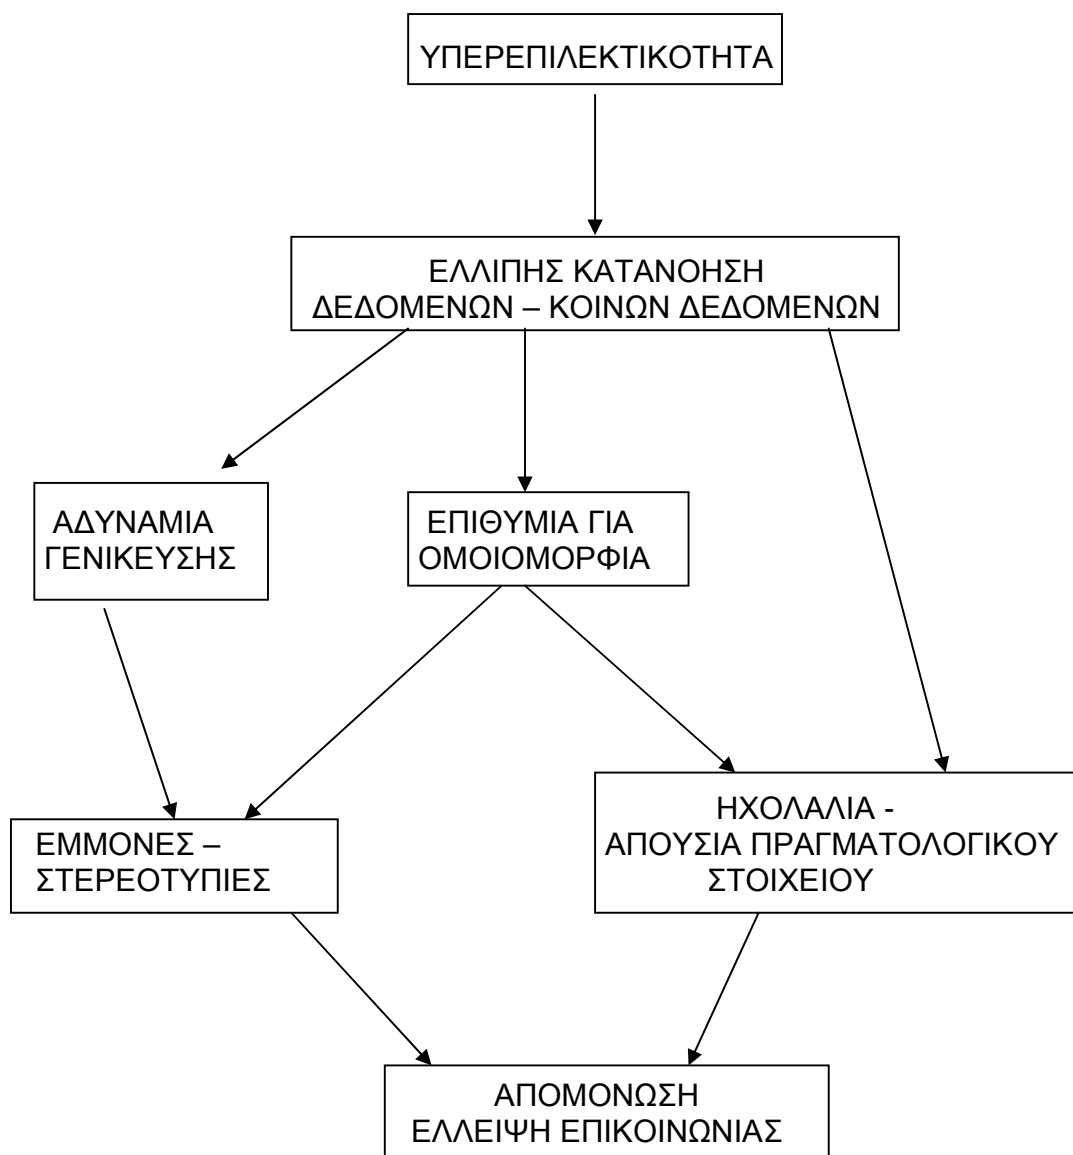 ΥΠΕΡΕΠΙΛΕΚΤΙΚΟΤΗΤΑ
ΕΛΛΙΠΗΣ ΚΑΤΑΝΟΗΣΗ
ΔΕΔΟΜΕΝΩΝ – ΚΟΙΝΩΝ ΔΕΔΟΜΕΝΩΝ
ΑΔΥΝΑΜΙΑ
ΓΕΝΙΚΕΥΣΗΣ
ΕΠΙΘΥΜΙΑ ΓΙΑ
ΟΜΟΙΟΜΟΡΦΙΑ
ΕΜΜΟΝΕΣ –
ΣΤΕΡΕΟΤΥΠΙΕΣ
ΗΧΟΛΑΛΙΑ -
ΑΠΟΥΣΙΑ ΠΡΑΓΜΑΤΟΛΟΓΙΚΟΥ
ΣΤΟΙΧΕΙΟΥ
ΑΠΟΜΟΝΩΣΗ
ΕΛΛΕΙΨΗ ΕΠΙΚΟΙΝΩΝΙΑΣ